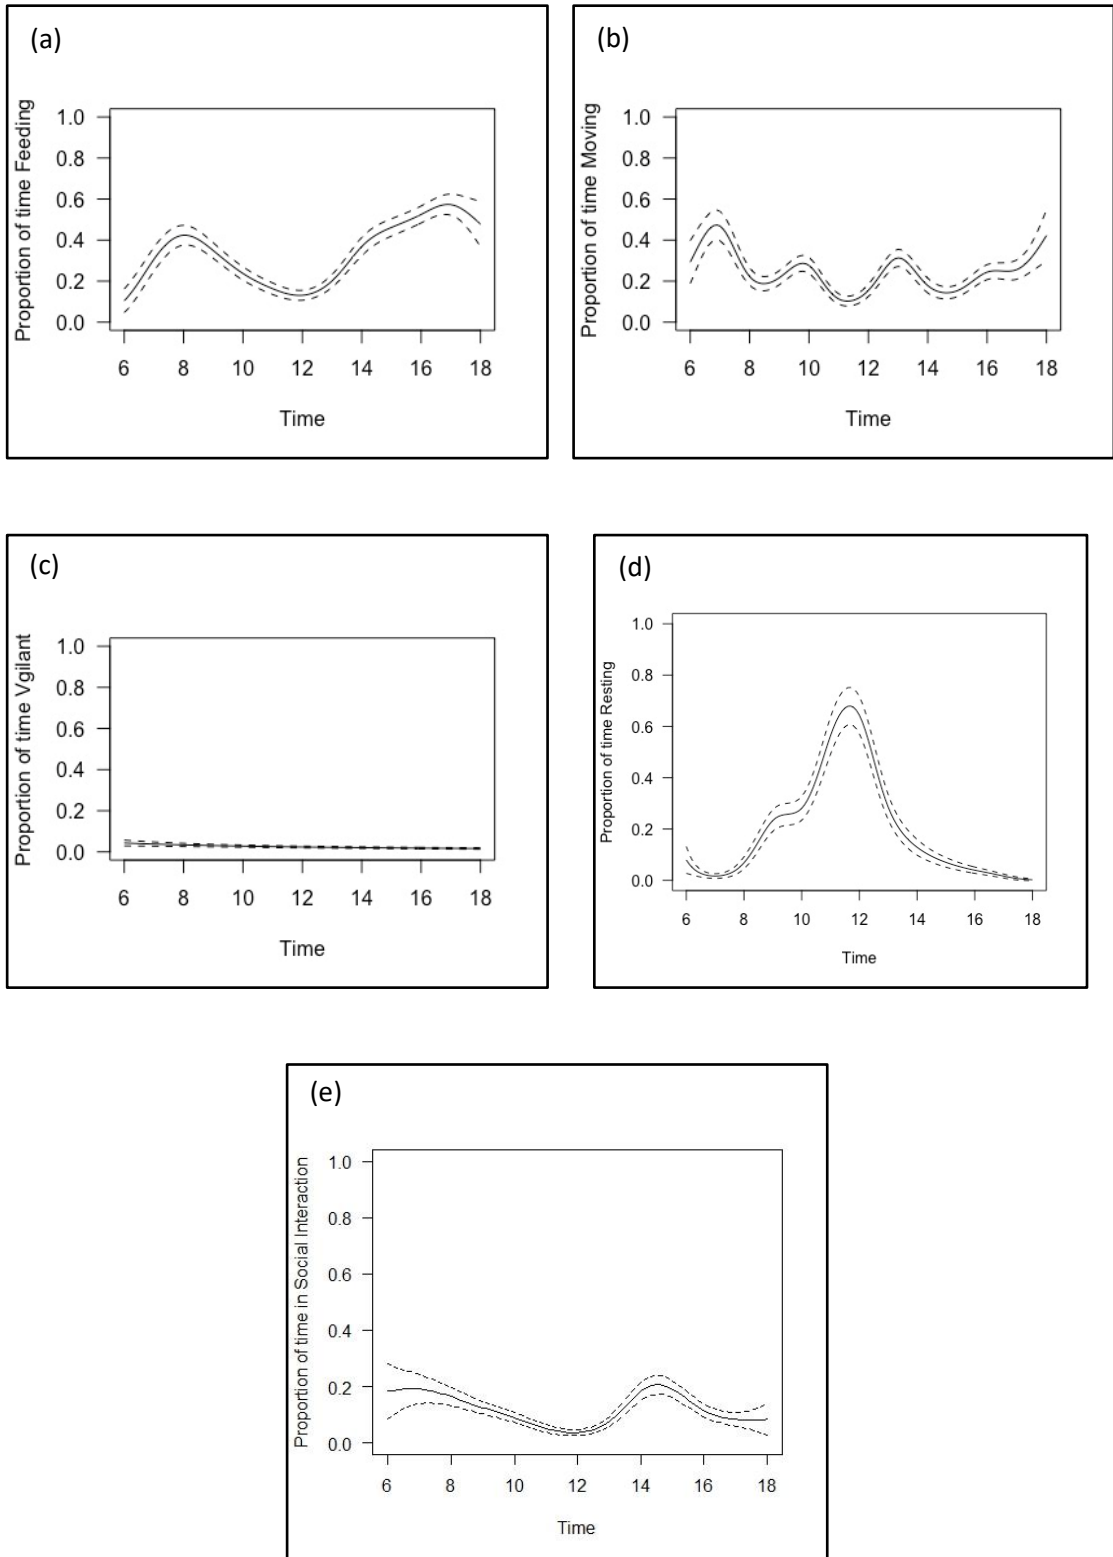 (a)
Proportion of time Feeding
1.0
0.8
0.6
0.4
0.2
0.0
6 8 10 12 14 16 18
Time
(b)
Proportion of time Moving
1.0
0.8
0.6
0.4
0.2
0.0
6 8 10 12 14 16 18
Time
(c)
Proportion of time Vgilant
1.0
0.8
0.6
0.4
0.2
0.0
6 8 10 12 14 16 18
Time
(d)
Proportion of time Resting
1.0
0.8
0.6
0.4
0.2
0.0
6 8 10 12 14 16 18
Time
(e)
Proportion of time in Social Interaction
1.0
0.8
0.6
0.4
0.2
0.0
6 8 10 12 14 16 18
Time